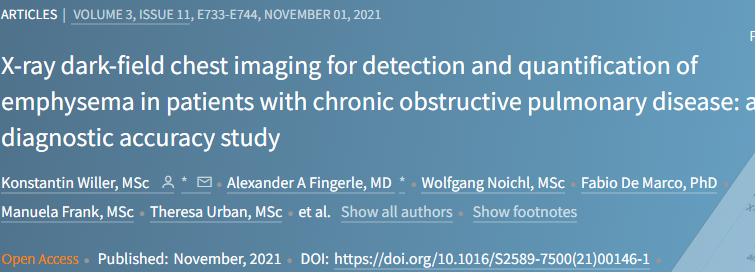 ARTICLES | VOLUME 3, ISSUE 11, E733-E744, NOVEMBER 01, 2021
X-ray dark-field chest imaging for detection and quantification of
emphysema in patients with chronic obstructive pulmonary disease: a
diagnostic accuracy study
Konstantin Willer, MSc * • Alexander A Fingerle, MD * • Wolfgang Noichl, MSc • Fabio De Marco, PhD
Manuela Frank, MSc • Theresa Urban, MSc • et al. Show all authors • Show footnotes
Open Access • Published: November, 2021 • DOI: https://doi.org/10.1016/S2589-7500(21)00146-1 •